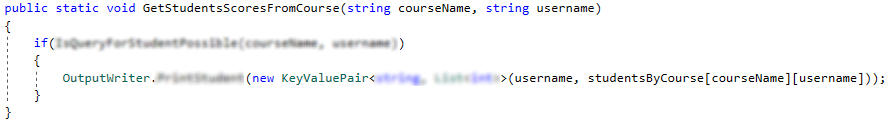 public static void GetStudentsScoresFromCourse(string courseName, string username)
{
if(
{
OutputWriter. (new KeyValuePair< >(username, studentsByCourse[courseName][username]));
}
}